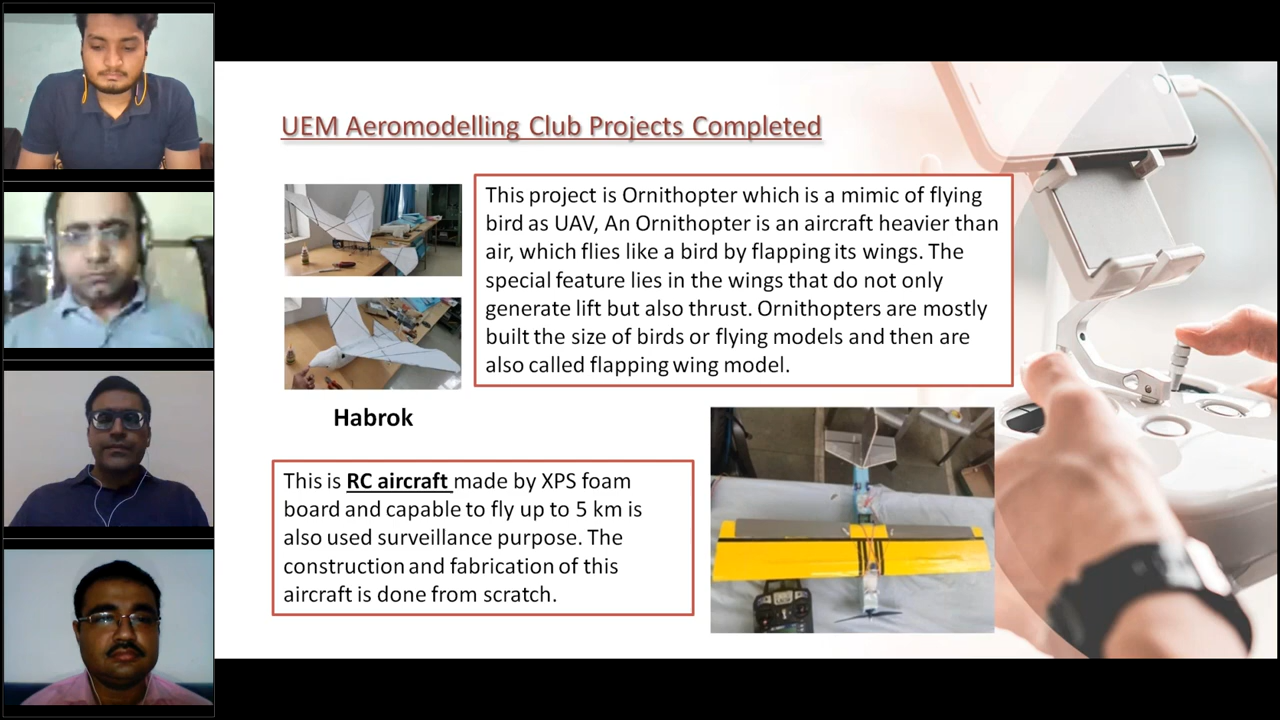 UEM Aeromodelling Club Projects Completed
This project is Ornithopter which is a mimic of flying
bird as UAV, An Ornithopter is an aircraft heavier than
air, which flies like a bird by flapping its wings. The
special feature lies in the wings that do not only
generate lift but also thrust. Ornithopters are mostly
built the size of birds or flying models and then are
also called flapping wing model.
Habrok
This is RC aircraft made by XPS foam
board and capable to fly up to 5 km is
also used surveillance purpose. The
construction and fabrication of this
aircraft is done from scratch.